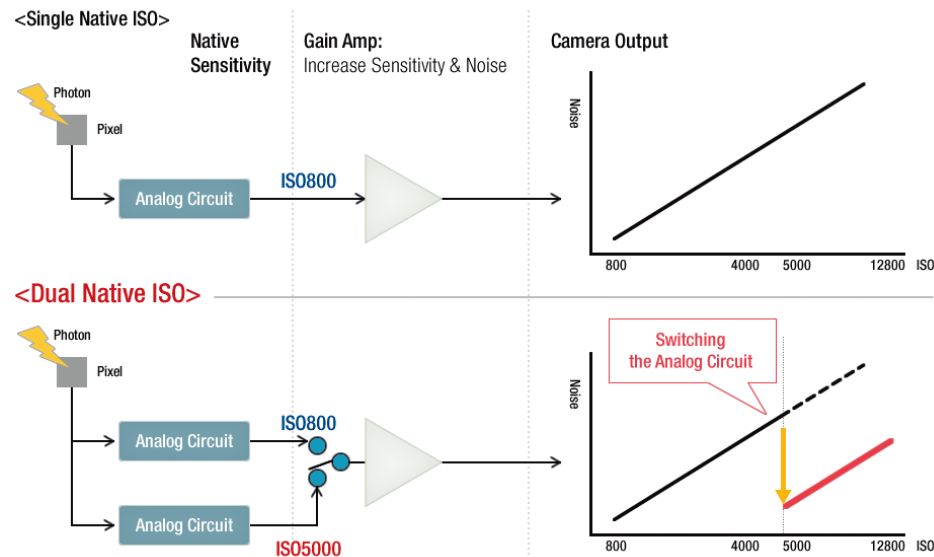 <Single Native ISO>
Native
Sensitivity
Gain Amp:
Increase Sensitivity & Noise
Camera Output
Photon
Pixel
Analog Circuit
ISO800
Noise
800 4000 5000 12800 ISO
<Dual Native ISO>
Photon
Pixel
Analog Circuit
ISO800
Analog Circuit
ISO5000
Switching
the Analog Circuit
Noise
800 4000 5000 12800 ISO